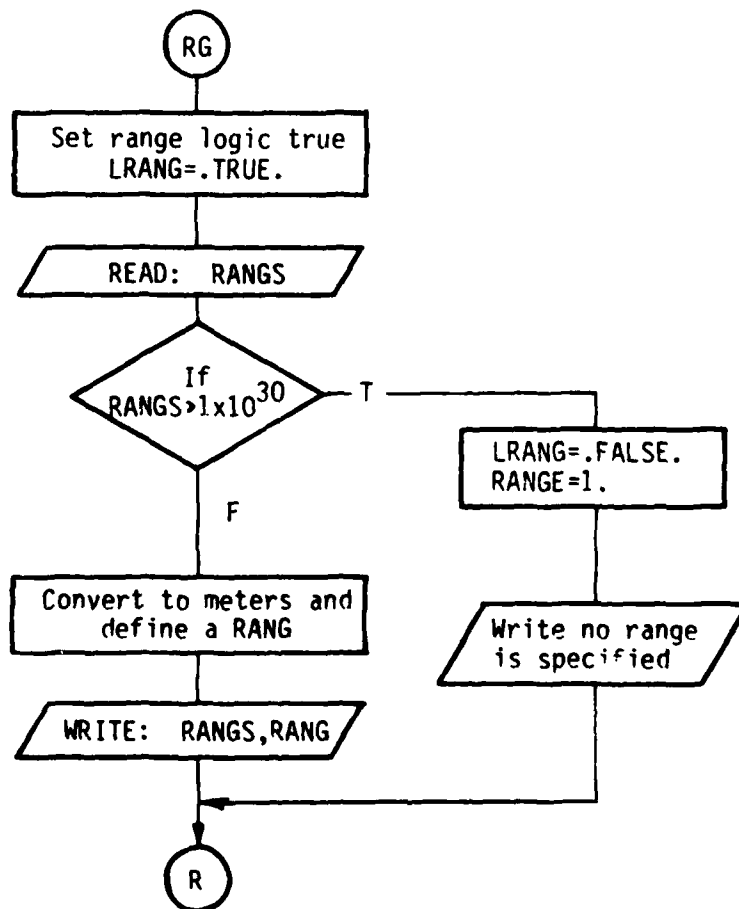 RG
Set range logic true
LRANG=.TRUE.
READ: RANGS
If
RANGS>1x10^30
T
LRANG=.FALSE.
RANGE=1.
F
Convert to meters and
define a RANG
Write no range
is specified
WRITE: RANGS,RANG
R